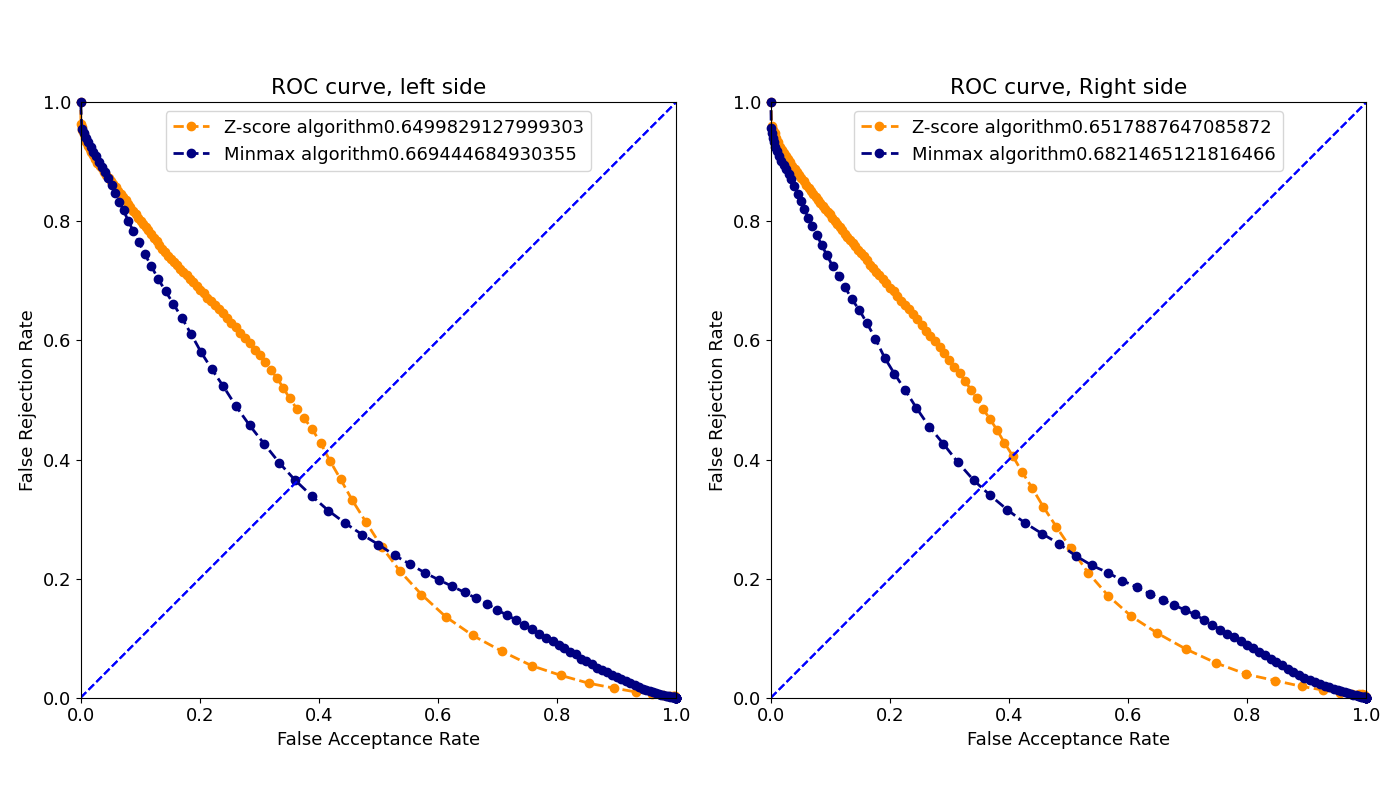 ROC curve, left side
Z-score algorithm0.6499829127999303
Minmax algorithm0.669444684930355
1.0
0.8
0.6
0.4
0.2
0.0
False Rejection Rate
0.0 0.2 0.4 0.6 0.8 1.0
False Acceptance Rate
ROC curve, Right side
Z-score algorithm0.6517887647085872
Minmax algorithm0.6821465121816466
1.0
0.8
0.6
0.4
0.2
0.0
False Rejection Rate
0.0 0.2 0.4 0.6 0.8 1.0
False Acceptance Rate